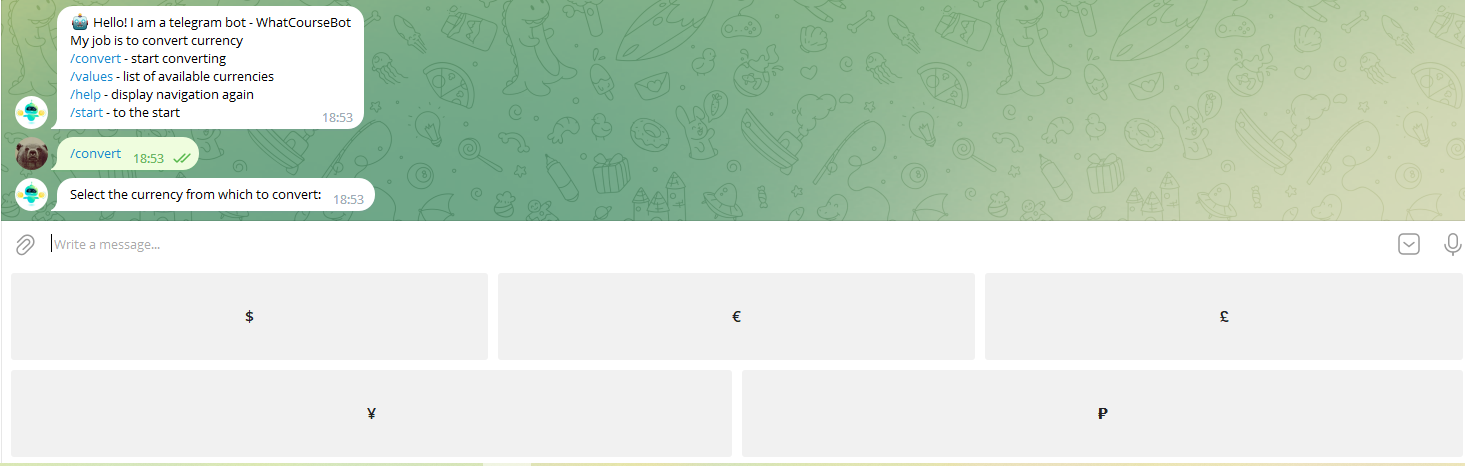 🤖 Hello! I am a telegram bot - WhatCourseBot
My job is to convert currency
/convert - start converting
/values - list of available currencies
/help - display navigation again
/start - to the start
18:53
/convert 18:53
Select the currency from which to convert: 18:53
Write a message...
$ € £
¥ ₽